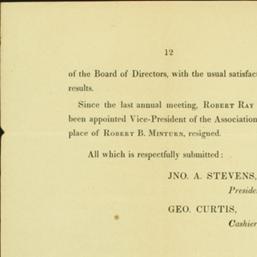 12
of the Board of Directors, with the usual satisfac
results.
Since the last annual meeting, ROBERT RAY
been appointed Vice-President of the Association
place of ROBERT B. MINTURN, resigned.
All which is respectfully submitted :
JNO. A. STEVENS,
Preside
GEO. CURTIS,
Cashier